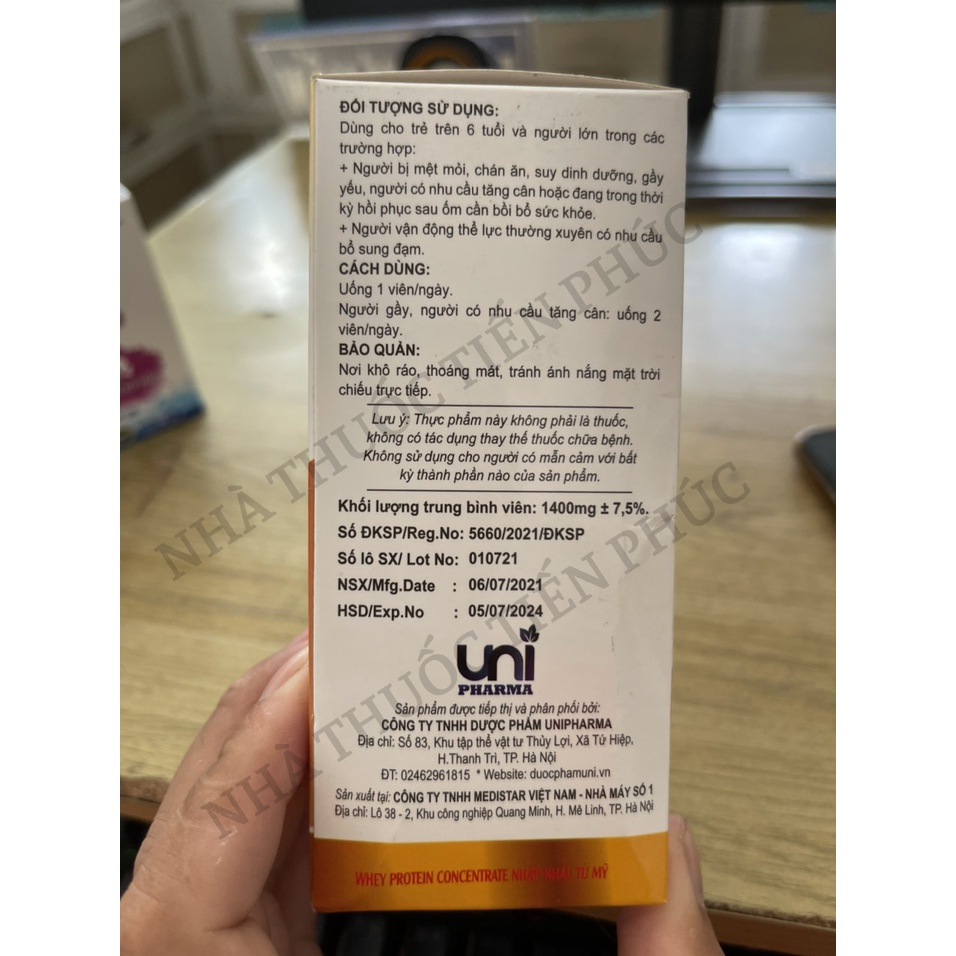 ĐỐI TƯỢNG SỬ DỤNG:
Dùng cho trẻ trên 6 tuổi và người lớn trong các
trường hợp:
+ Người bị mệt mỏi, chán ăn, suy dinh dưỡng, gầy
yếu, người có nhu cầu tăng cân hoặc đang trong thời
kỳ hồi phục sau ốm cần bồi bổ sức khỏe.
+ Người vận động thể lực thường xuyên có nhu cầu
bổ sung đạm.
CÁCH DÙNG:
Uống 1 viên/ngày.
Người gầy, người có nhu cầu tăng cân: uống 2
viên/ngày.
BẢO QUẢN:
Nơi khô ráo, thoáng mát, tránh ánh nắng mặt trời
chiếu trực tiếp.
Lưu ý: Thực phẩm này không phải là thuốc,
không có tác dụng thay thế thuốc chữa bệnh.
Không sử dụng cho người có mẫn cảm với bất
kỳ thành phần nào của sản phẩm.
Khối lượng trung bình viên: 1400mg ± 7,5%.
Số ĐKSP/Reg.No: 5660/2021/ĐKSP
Số lô SX/ Lot No: 010721
NSX/Mfg.Date : 06/07/2021
HSD/Exp.No : 05/07/2024
uni
PHARMA
Sản phẩm được tiếp thị và phân phối bởi:
CÔNG TY TNHH DƯỢC PHẨM UNIPHARMA
Địa chỉ: Số 83, Khu tập thể vật tư Thủy Lợi, Xã Tứ Hiệp,
H.Thanh Trì, TP. Hà Nội
ĐT: 02462961815 * Website: duocphamuni.vn
Sản xuất tại: CÔNG TY TNHH MEDISTAR VIỆT NAM - NHÀ MÁY SỐ 1
Địa chỉ: Lô 38 - 2, Khu công nghiệp Quang Minh, H. Mê Linh, TP. Hà Nội
WHEY PROTEIN CONCENTRATE NHẬP KHẨU TỪ MỸ
NHÀ THUỐC TIẾN PHÚC
NHÀ THUỐC TIẾN PHÚC